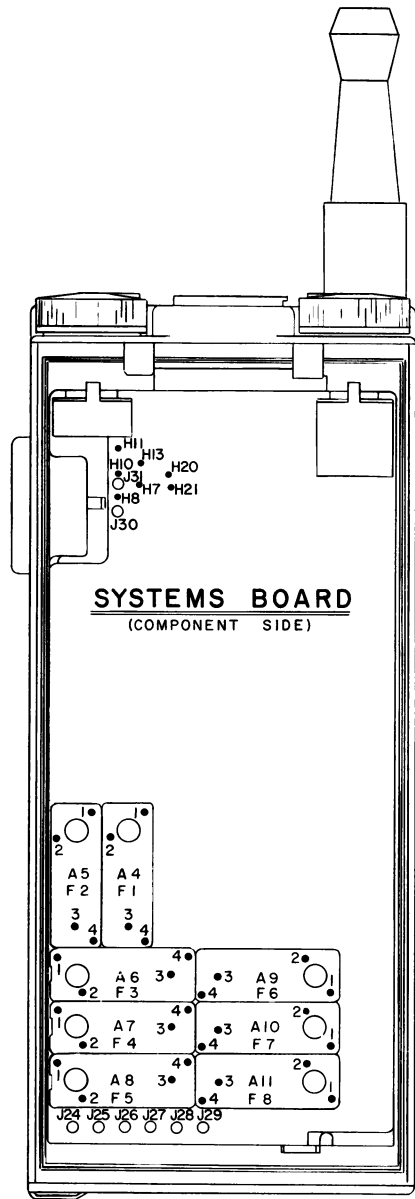 H11
H13
H10 H20
J31
H7 H21
H8
J30
SYSTEMS BOARD
(COMPONENT SIDE)
1 1
2 2
A5 A4
F2 F1
3 3
4 4
4 2
1 A6 3 3 A9
2 F3 4 F6 1
4 2
1 A7 3 3 A10
2 F4 4 F7 1
4 2
1 A8 3 3 A11
2 F5 4 F8 1
J24 J25 J26 J27 J28 J29